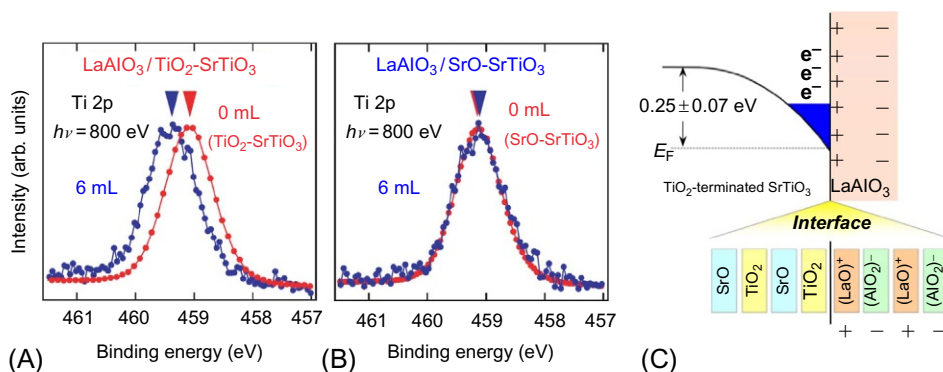 LaAlO₃/TiO₂-SrTiO₃
Ti 2p
hν = 800 eV
0 mL
(TiO₂-SrTiO₃)
6 mL
Intensity (arb. units)
461 460 459 458 457
Binding energy (eV)
(A)
LaAlO₃/SrO-SrTiO₃
Ti 2p
hν = 800 eV
0 mL
(SrO-SrTiO₃)
6 mL
461 460 459 458 457
Binding energy (eV)
(B)
e⁻
e⁻
e⁻
0.25±0.07 eV
E_F
+ −
+ −
+ −
+ −
+ −
+ −
TiO₂-terminated SrTiO₃
LaAlO₃
Interface
SrO
TiO₂
SrO
TiO₂
(LaO)⁺
(AlO₂)⁻
(LaO)⁺
(AlO₂)⁻
+ − + −
(C)